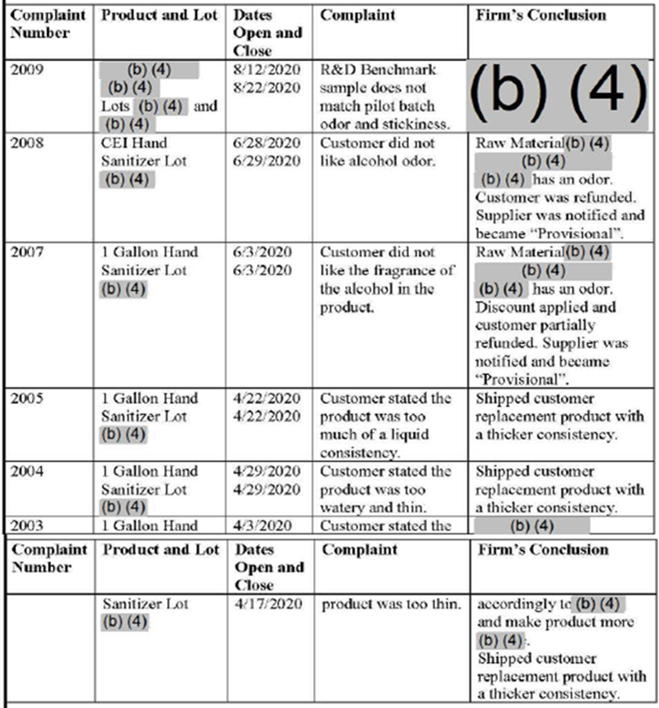 Complaint
Number
Product and Lot
Dates
Open and
Close
Complaint
Firm's Conclusion
2009
(b) (4)
(b) (4)
Lots (b) (4) and
(b) (4)
8/12/2020
8/22/2020
R&D Benchmark
sample does not
match pilot batch
odor and stickiness.
(b) (4)
2008
CEI Hand
Sanitizer Lot
(b) (4)
6/28/2020
6/29/2020
Customer did not
like alcohol odor.
Raw Material (b) (4)
(b) (4)
(b) (4) has an odor.
Customer was refunded.
Supplier was notified and
became “Provisional”.
2007
1 Gallon Hand
Sanitizer Lot
(b) (4)
6/3/2020
6/3/2020
Customer did not
like the fragrance of
the alcohol in the
product.
Raw Material (b) (4)
(b) (4)
(b) (4) has an odor.
Discount applied and
customer partially
refunded. Supplier was
notified and became
“Provisional”.
2005
1 Gallon Hand
Sanitizer Lot
(b) (4)
4/22/2020
4/22/2020
Customer stated the
product was too
much of a liquid
consistency.
Shipped customer
replacement product with
a thicker consistency.
2004
1 Gallon Hand
Sanitizer Lot
(b) (4)
4/29/2020
4/29/2020
Customer stated the
product was too
watery and thin.
Shipped customer
replacement product with
a thicker consistency.
2003
1 Gallon Hand
4/3/2020
Customer stated the
(b) (4)
Complaint
Number
Product and Lot
Dates
Open and
Close
Complaint
Firm's Conclusion
Sanitizer Lot
(b) (4)
4/17/2020
product was too thin.
accordingly to (b) (4)
and make product more
(b) (4).
Shipped customer
replacement product with
a thicker consistency.